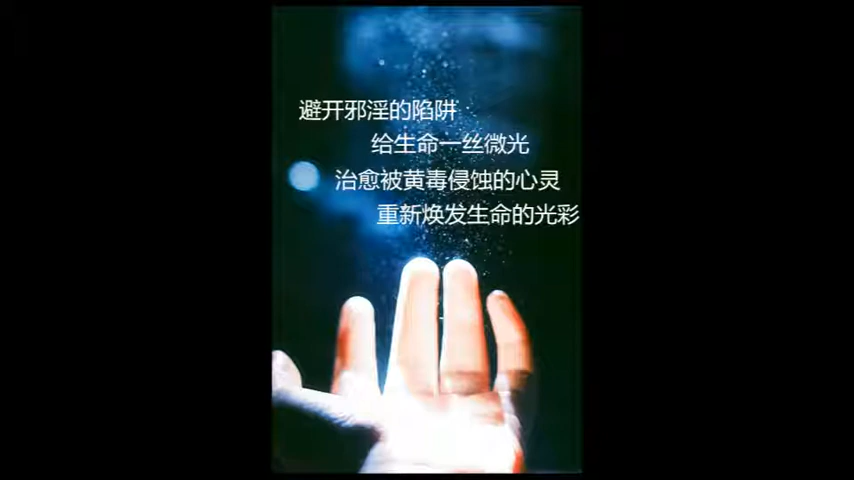 避开邪淫的陷阱
给生命一丝微光
治愈被黄毒侵蚀的心灵
重新焕发生命的光彩